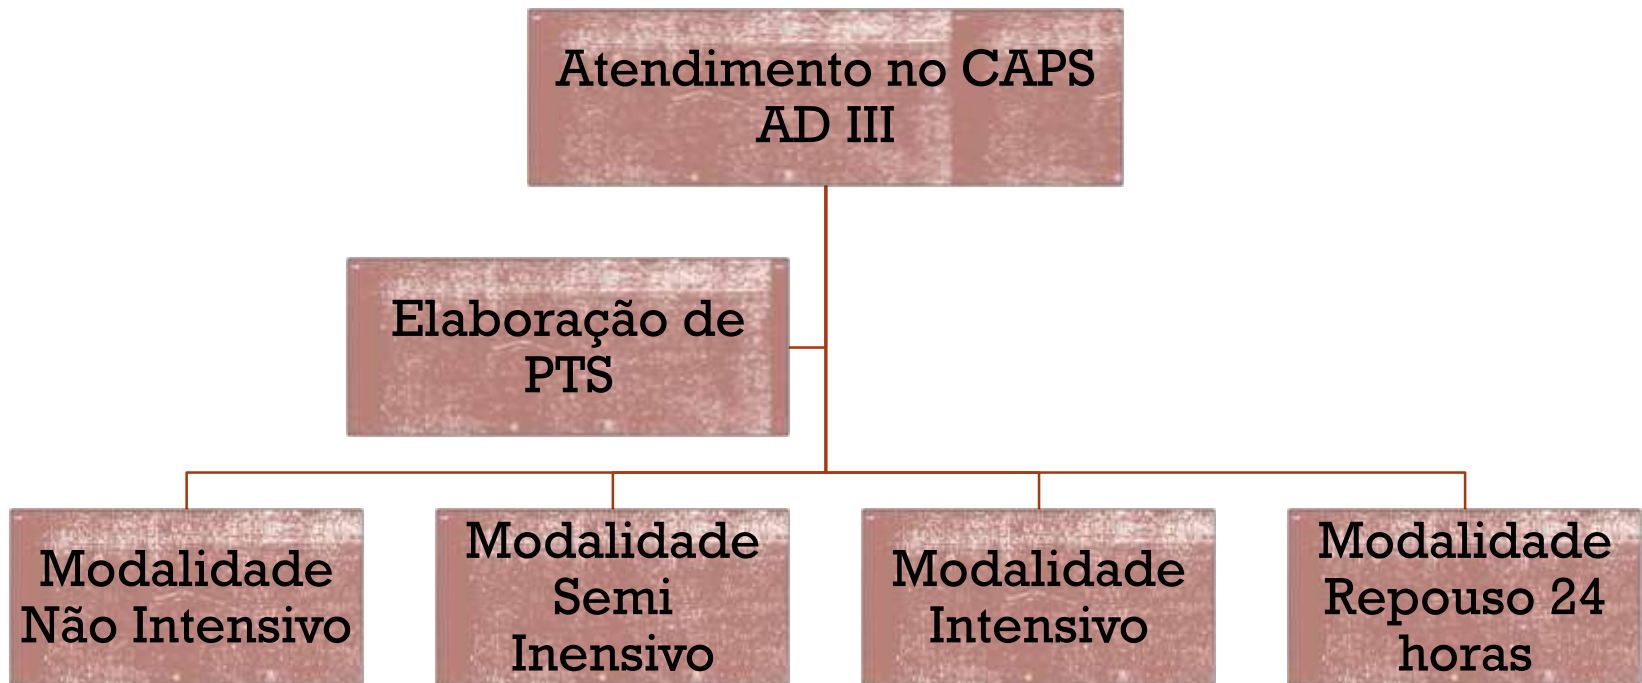 Atendimento no CAPS
AD III
Elaboração de
PTS
Modalidade
Não Intensivo
Modalidade
Semi
Inensivo
Modalidade
Intensivo
Modalidade
Repouso 24
horas